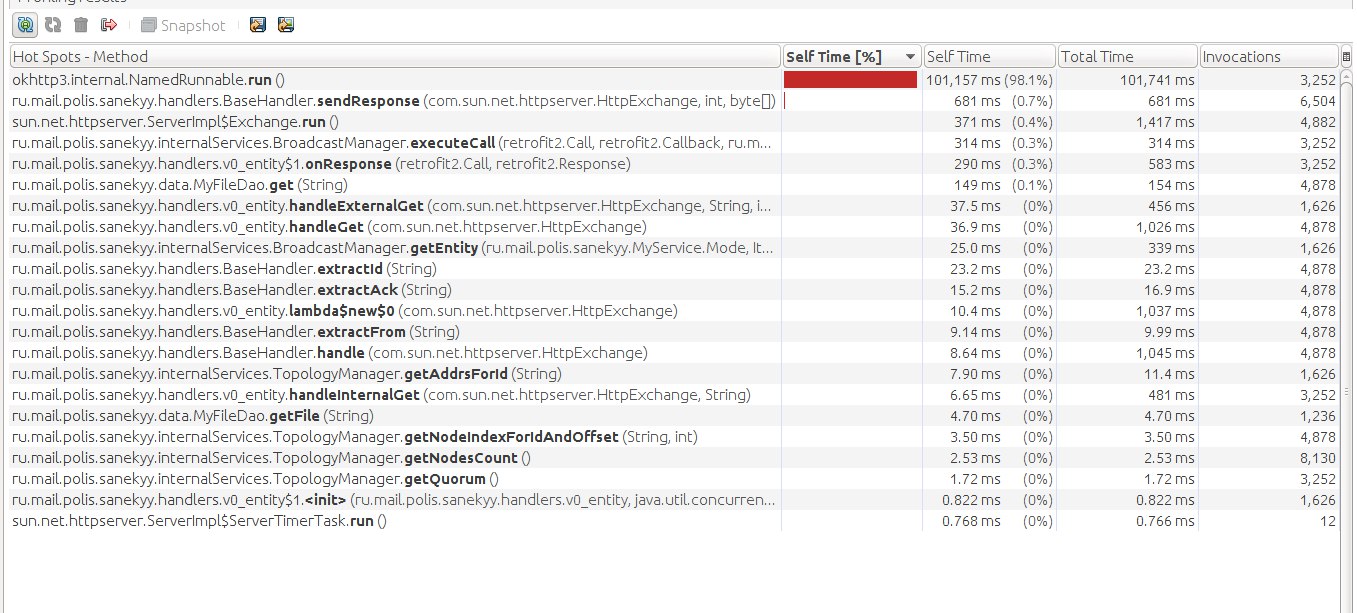 Profiling results
Snapshot
Hot Spots - Method Self Time [%] Self Time Total Time Invocations
okhttp3.internal.NamedRunnable.run () 101,157 ms (98.1%) 101,741 ms 3,252
ru.mail.polis.sanekyy.handlers.BaseHandler.sendResponse (com.sun.net.httpserver.HttpExchange, int, byte[]) 681 ms (0.7%) 681 ms 6,504
sun.net.httpserver.ServerImpl$Exchange.run () 371 ms (0.4%) 1,417 ms 4,882
ru.mail.polis.sanekyy.internalServices.BroadcastManager.executeCall (retrofit2.Call, retrofit2.Callback, ru.m... 314 ms (0.3%) 314 ms 3,252
ru.mail.polis.sanekyy.handlers.v0_entity$1.onResponse (retrofit2.Call, retrofit2.Response) 290 ms (0.3%) 583 ms 3,252
ru.mail.polis.sanekyy.data.MyFileDao.get (String) 149 ms (0.1%) 154 ms 4,878
ru.mail.polis.sanekyy.handlers.v0_entity.handleExternalGet (com.sun.net.httpserver.HttpExchange, String, i... 37.5 ms (0%) 456 ms 1,626
ru.mail.polis.sanekyy.handlers.v0_entity.handleGet (com.sun.net.httpserver.HttpExchange) 36.9 ms (0%) 1,026 ms 4,878
ru.mail.polis.sanekyy.internalServices.BroadcastManager.getEntity (ru.mail.polis.sanekyy.MyService.Mode, It... 25.0 ms (0%) 339 ms 1,626
ru.mail.polis.sanekyy.handlers.BaseHandler.extractId (String) 23.2 ms (0%) 23.2 ms 4,878
ru.mail.polis.sanekyy.handlers.BaseHandler.extractAck (String) 15.2 ms (0%) 16.9 ms 4,878
ru.mail.polis.sanekyy.handlers.v0_entity.lambda$new$0 (com.sun.net.httpserver.HttpExchange) 10.4 ms (0%) 1,037 ms 4,878
ru.mail.polis.sanekyy.handlers.BaseHandler.extractFrom (String) 9.14 ms (0%) 9.99 ms 4,878
ru.mail.polis.sanekyy.handlers.BaseHandler.handle (com.sun.net.httpserver.HttpExchange) 8.64 ms (0%) 1,045 ms 4,878
ru.mail.polis.sanekyy.internalServices.TopologyManager.getAddrsForId (String) 7.90 ms (0%) 11.4 ms 1,626
ru.mail.polis.sanekyy.handlers.v0_entity.handleInternalGet (com.sun.net.httpserver.HttpExchange, String) 6.65 ms (0%) 481 ms 3,252
ru.mail.polis.sanekyy.data.MyFileDao.getFile (String) 4.70 ms (0%) 4.70 ms 1,236
ru.mail.polis.sanekyy.internalServices.TopologyManager.getNodeIndexForIdAndOffset (String, int) 3.50 ms (0%) 3.50 ms 4,878
ru.mail.polis.sanekyy.internalServices.TopologyManager.getNodesCount () 2.53 ms (0%) 2.53 ms 8,130
ru.mail.polis.sanekyy.internalServices.TopologyManager.getQuorum () 1.72 ms (0%) 1.72 ms 3,252
ru.mail.polis.sanekyy.handlers.v0_entity$1.<init> (ru.mail.polis.sanekyy.handlers.v0_entity, java.util.concurren... 0.822 ms (0%) 0.822 ms 1,626
sun.net.httpserver.ServerImpl$ServerTimerTask.run () 0.768 ms (0%) 0.766 ms 12